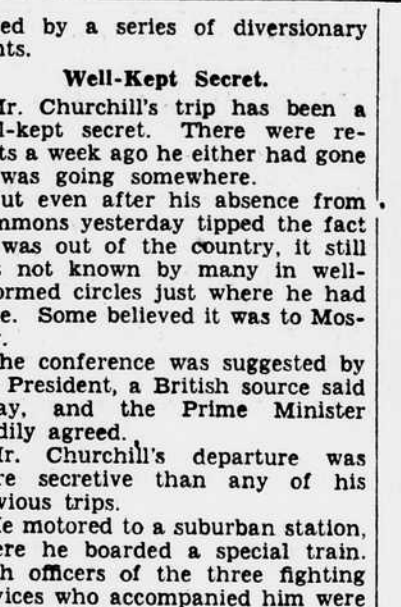 ed by a series of diversionary
nts.
Well-Kept Secret.
Mr. Churchill's trip has been a
l-kept secret. There were re-
ts a week ago he either had gone
was going somewhere.
ut even after his absence from
mmons yesterday tipped the fact
was out of the country, it still
s not known by many in well-
ormed circles just where he had
e. Some believed it was to Mos-
.
he conference was suggested by
President, a British source said
ay, and the Prime Minister
dily agreed.
Mr. Churchill's departure was
re secretive than any of his
vious trips.
e motored to a suburban station,
ere he boarded a special train.
h officers of the three fighting
vices who accompanied him were